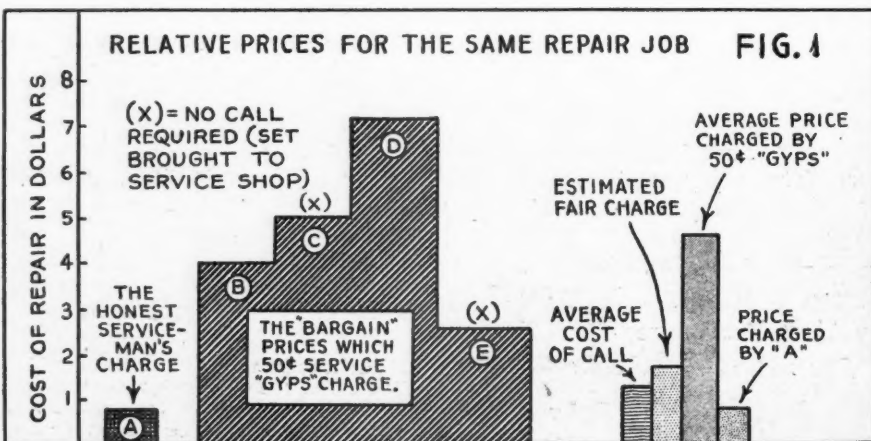 RELATIVE PRICES FOR THE SAME REPAIR JOB FIG. 1
COST OF REPAIR IN DOLLARS
8
7
6
5
4
3
2
1
(X) = NO CALL
REQUIRED (SET
BROUGHT TO
SERVICE SHOP)
THE
HONEST
SERVICE-
MAN'S
CHARGE
A
B
(X)
C
D
(X)
E
THE "BARGAIN"
PRICES WHICH
50¢ SERVICE
"GYPS" CHARGE.
AVERAGE
COST
OF CALL
ESTIMATED
FAIR CHARGE
AVERAGE PRICE
CHARGED BY
50¢ "GYPS"
PRICE
CHARGED
BY "A"